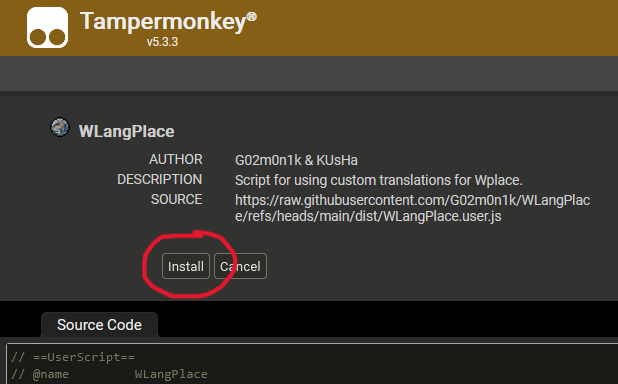 Tampermonkey®
v5.3.3
WLangPlace
AUTHOR G02m0n1k & KUsHa
DESCRIPTION Script for using custom translations for Wplace.
SOURCE https://raw.githubusercontent.com/G02m0n1k/WLangPlac
e/refs/heads/main/dist/WLangPlace.user.js
Install Cancel
Source Code
// ==UserScript==
// @name WLangPlace